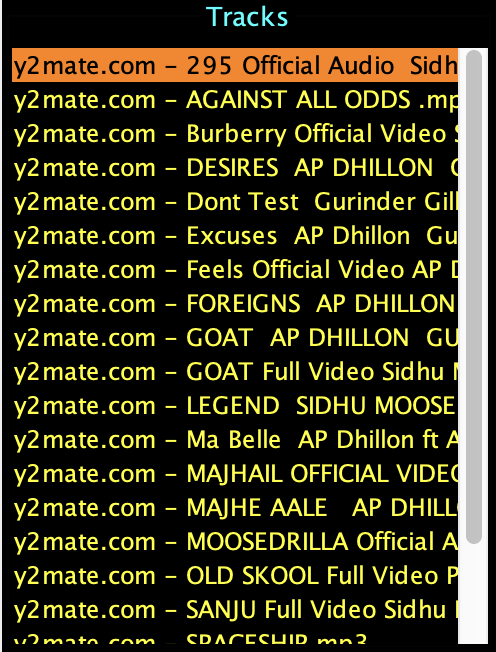 Tracks
y2mate.com - 295 Official Audio Sidh
y2mate.com - AGAINST ALL ODDS .mp
y2mate.com - Burberry Official Video S
y2mate.com - DESIRES AP DHILLON G
y2mate.com - Dont Test Gurinder Gill
y2mate.com - Excuses AP Dhillon Gu
y2mate.com - Feels Official Video AP D
y2mate.com - FOREIGNS AP DHILLON
y2mate.com - GOAT AP DHILLON GU
y2mate.com - GOAT Full Video Sidhu M
y2mate.com - LEGEND SIDHU MOOSE
y2mate.com - Ma Belle AP Dhillon ft A
y2mate.com - MAJHAIL OFFICIAL VIDEO
y2mate.com - MAJHE AALE AP DHILL
y2mate.com - MOOSEDRILLA Official A
y2mate.com - OLD SKOOL Full Video P
y2mate.com - SANJU Full Video Sidhu
y2mate.com - SPACESHIP.mp3